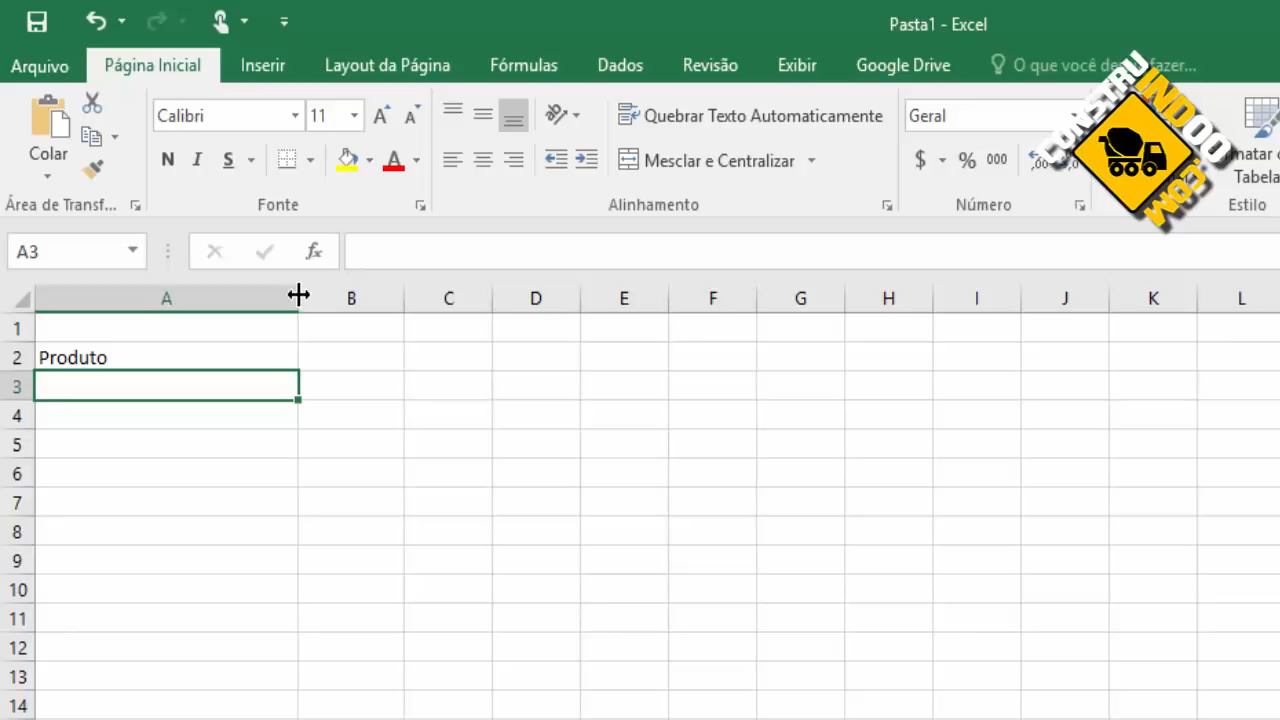 Pasta1 - Excel
Arquivo Página Inicial Inserir Layout da Página Fórmulas Dados Revisão Exibir Google Drive O que você fazer...
Colar
Calibri 11
N I S A
Quebrar Texto Automaticamente
Mesclar e Centralizar
Geral
$ % 000
Tabela
Área de Transf... Fonte Alinhamento Número Estilo
CONSTRUINDOO.COM
A3 fx
A B C D E F G H I J K L
1
2 Produto
3
4
5
6
7
8
9
10
11
12
13
14